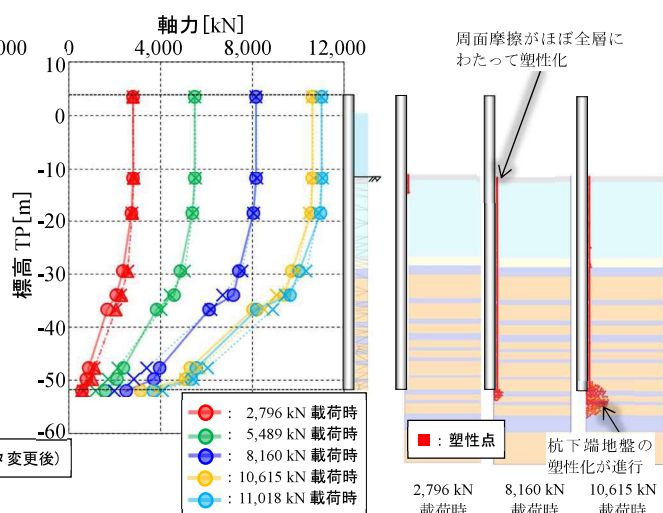 軸力[kN]
000
0
4,000
8,000
12,000
10
0
-10
-20
-30
-40
-50
-60
標高 TP[m]
変更後)
: 2,796 kN 載荷時
: 5,489 kN 載荷時
: 8,160 kN 載荷時
: 10,615 kN 載荷時
: 11,018 kN 載荷時
周面摩擦がほぼ全層に
わたって塑性化
: 塑性点
杭下端地盤の
塑性化が進行
2,796 kN
載荷時
8,160 kN
載荷時
10,615 kN
載荷時